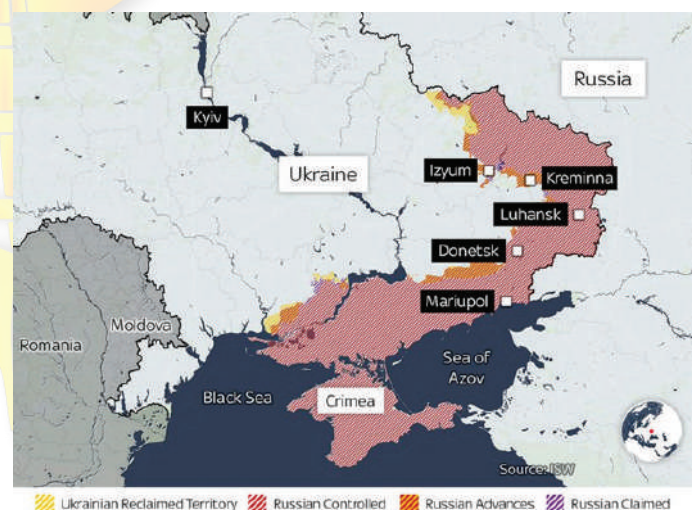 Russia
Kyiv
Ukraine
Izyum
Kreminna
Luhansk
Donetsk
Mariupol
Moldova
Romania
Sea of
Azov
Black Sea
Crimea
Source: ISW
Ukrainian Reclaimed Territory
Russian Controlled
Russian Advances
Russian Claimed